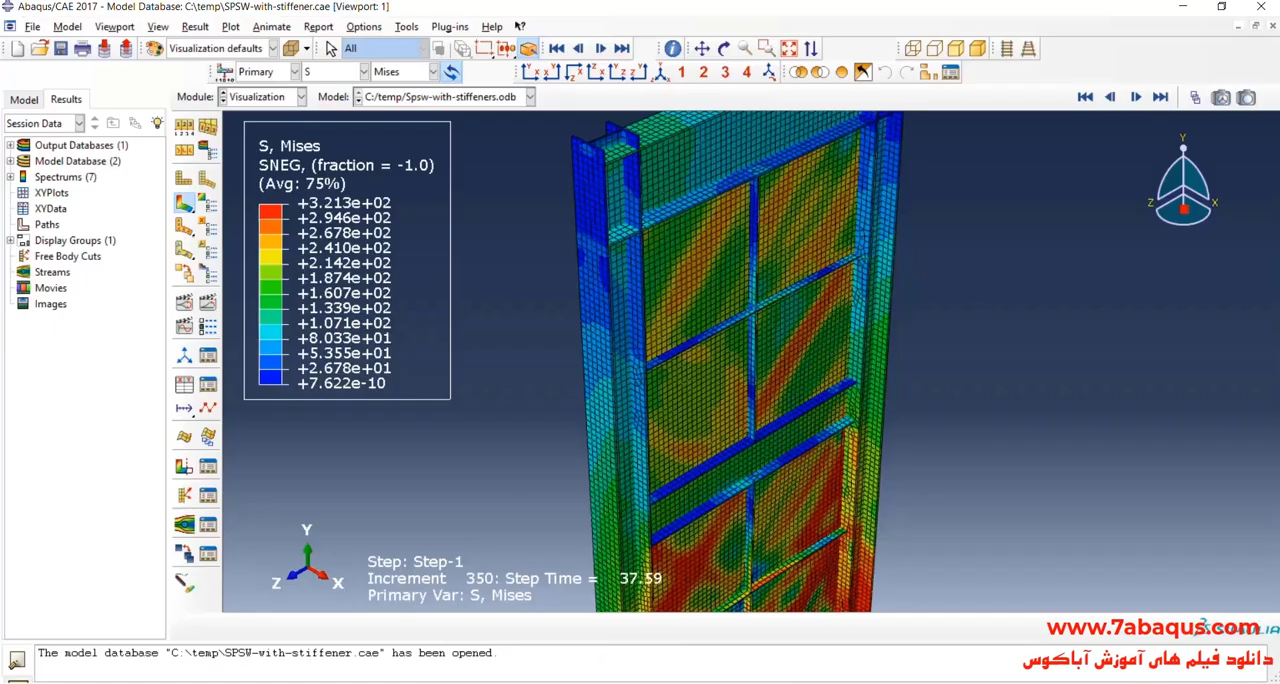 Abaqus/CAE 2017 - Model Database: C:\temp\SPSW-with-stiffener.cae [Viewport: 1]
File Model Viewport View Result Plot Animate Report Options Tools Plug-ins Help
Visualization defaults All
Primary S Mises 1 2 3 4
Model Results Module: Visualization Model: C:/temp/Spsw-with-stiffeners.odb
Session Data
Output Databases (1)
Model Database (2)
Spectrums (7)
XYPlots
XYData
Paths
Display Groups (1)
Free Body Cuts
Streams
Movies
Images
S, Mises
SNEG, (fraction = -1.0)
(Avg: 75%)
+3.213e+02
+2.946e+02
+2.678e+02
+2.410e+02
+2.142e+02
+1.874e+02
+1.607e+02
+1.339e+02
+1.071e+02
+8.033e+01
+5.355e+01
+2.678e+01
+7.622e-10
Y
Z X
Y
Z X
Step: Step-1
Increment 350: Step Time = 37.59
Primary Var: S, Mises
www.7abaqus.com
دانلود فیلم های آموزش آباکوس
The model database "C:\temp\SPSW-with-stiffener.cae" has been opened.